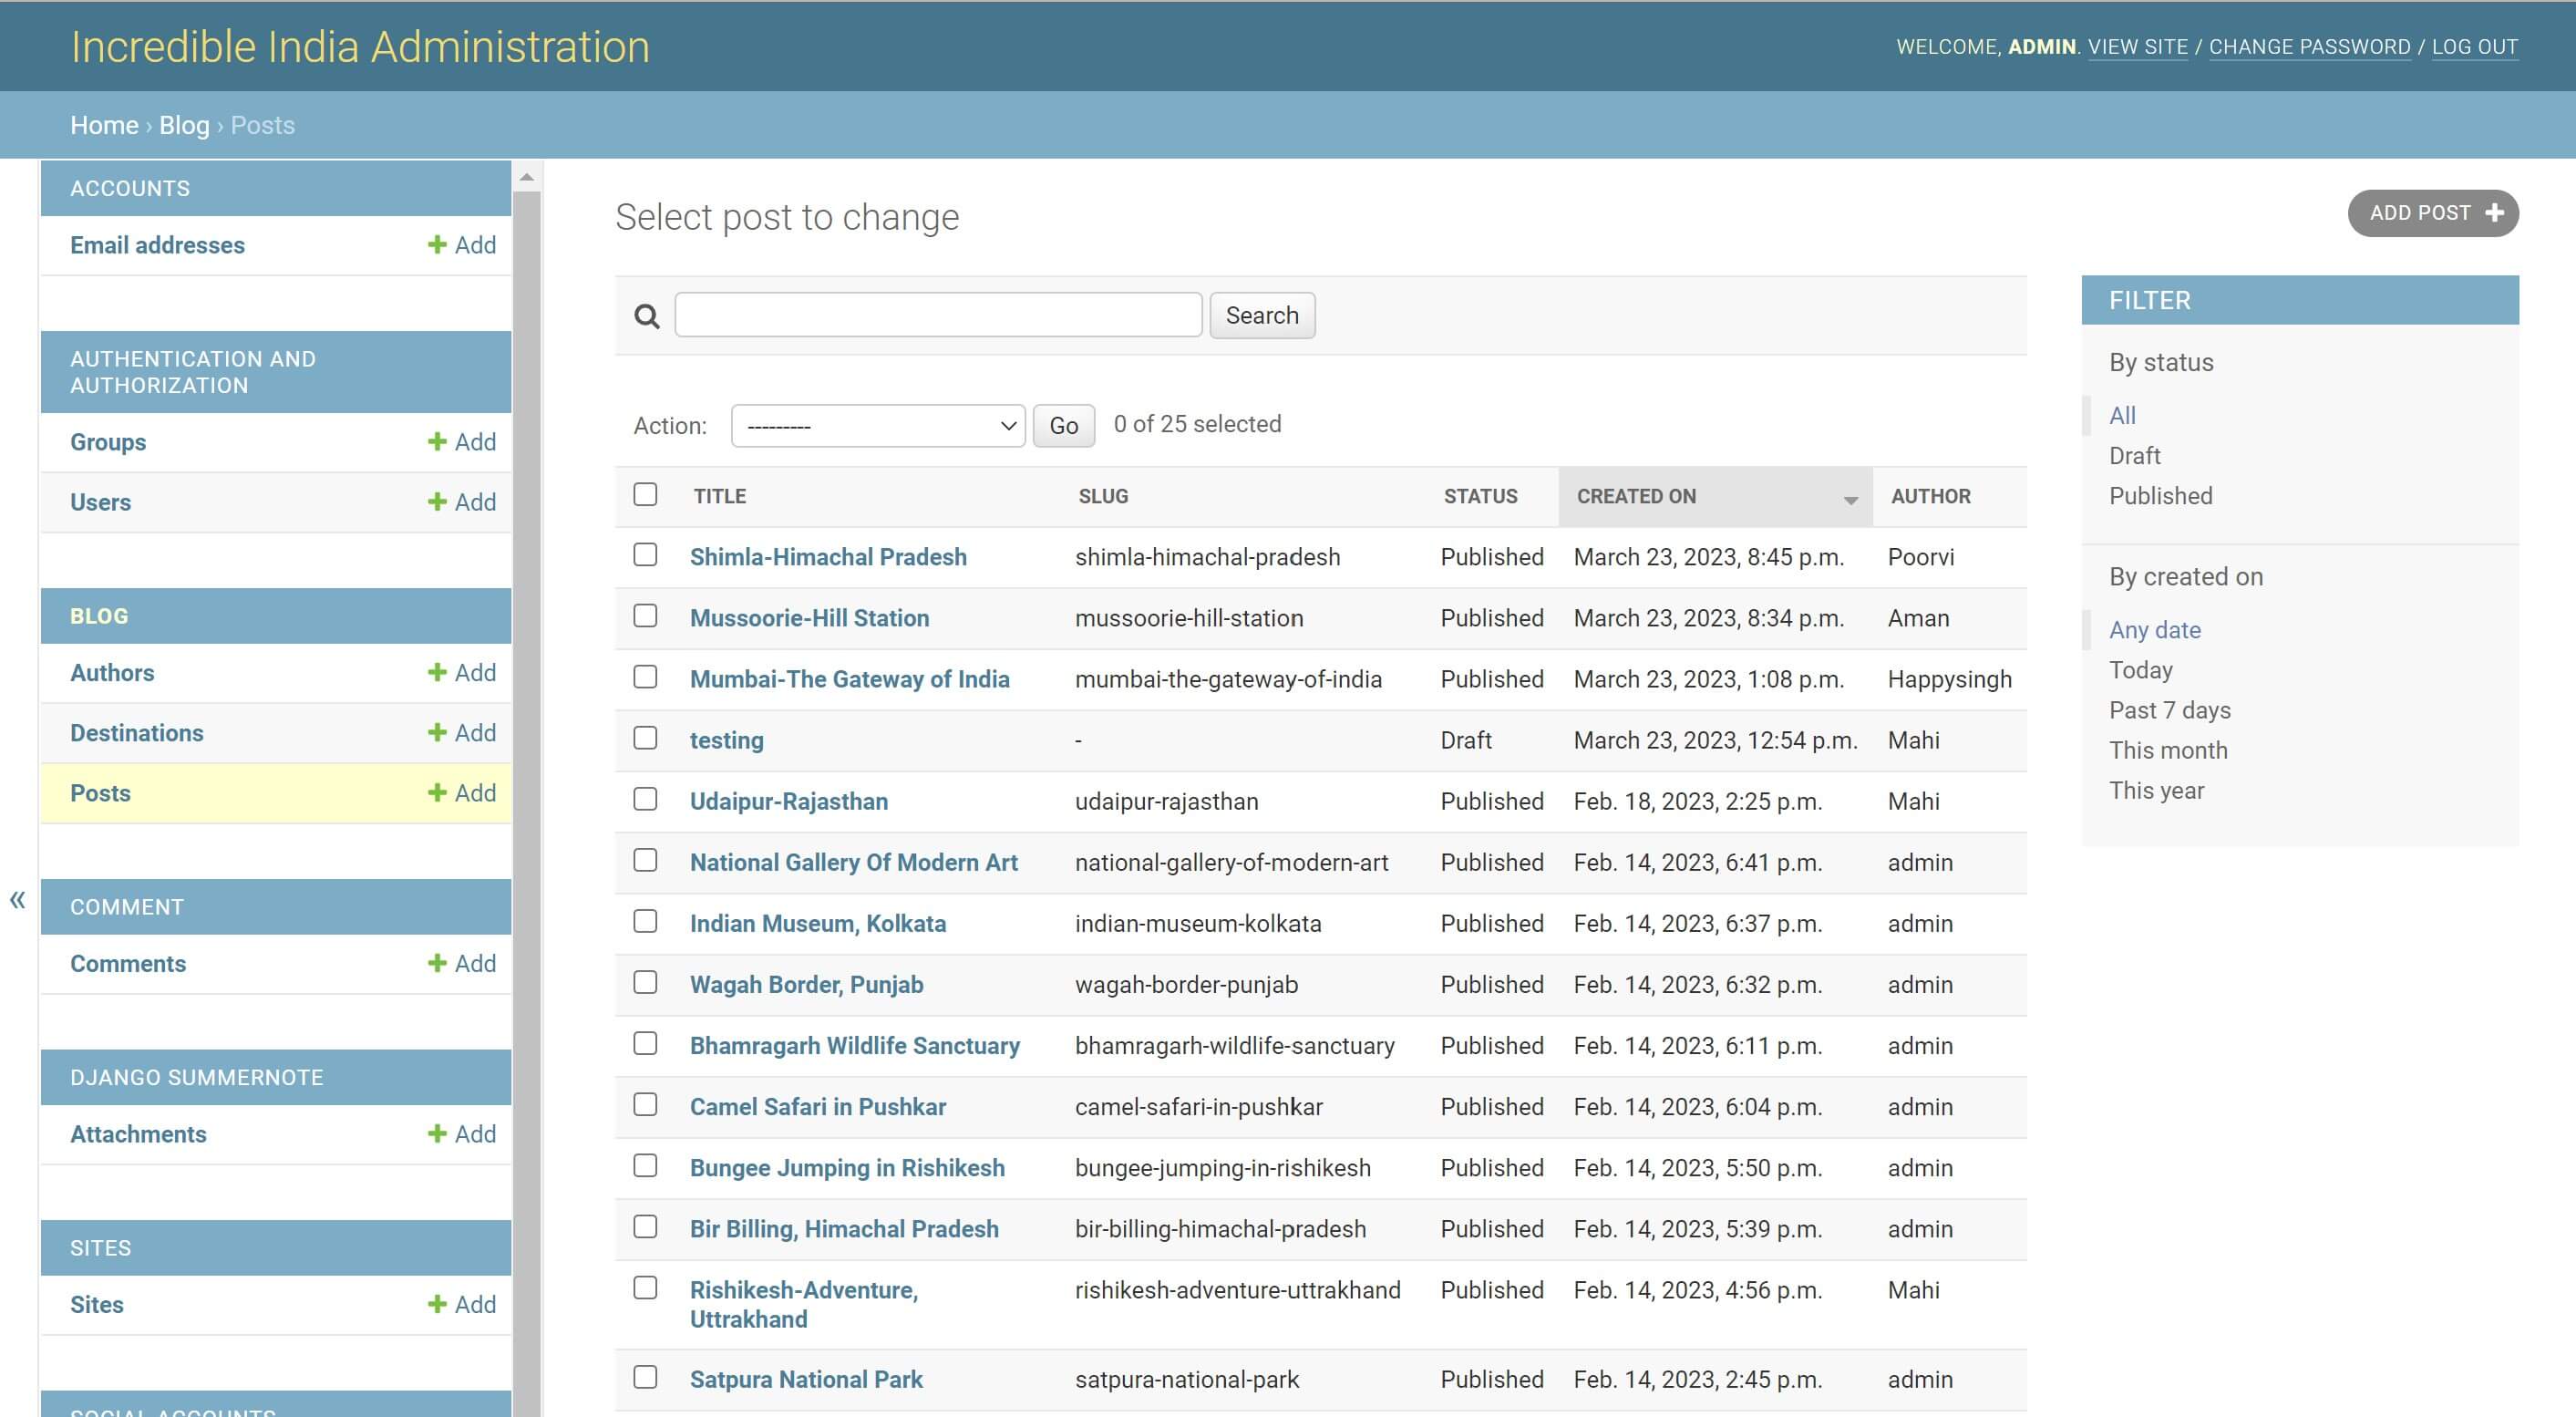 Incredible India Administration
WELCOME, ADMIN. VIEW SITE / CHANGE PASSWORD / LOG OUT
Home › Blog › Posts
ACCOUNTS
Email addresses + Add
AUTHENTICATION AND
AUTHORIZATION
Groups + Add
Users + Add
BLOG
Authors + Add
Destinations + Add
Posts + Add
COMMENT
Comments + Add
DJANGO SUMMERNOTE
Attachments + Add
SITES
Sites + Add
SOCIAL ACCOUNTS
«
Select post to change
ADD POST +
Search
Action: --------- Go 0 of 25 selected
TITLE SLUG STATUS CREATED ON AUTHOR
Shimla-Himachal Pradesh shimla-himachal-pradesh Published March 23, 2023, 8:45 p.m. Poorvi
Mussoorie-Hill Station mussoorie-hill-station Published March 23, 2023, 8:34 p.m. Aman
Mumbai-The Gateway of India mumbai-the-gateway-of-india Published March 23, 2023, 1:08 p.m. Happysingh
testing - Draft March 23, 2023, 12:54 p.m. Mahi
Udaipur-Rajasthan udaipur-rajasthan Published Feb. 18, 2023, 2:25 p.m. Mahi
National Gallery Of Modern Art national-gallery-of-modern-art Published Feb. 14, 2023, 6:41 p.m. admin
Indian Museum, Kolkata indian-museum-kolkata Published Feb. 14, 2023, 6:37 p.m. admin
Wagah Border, Punjab wagah-border-punjab Published Feb. 14, 2023, 6:32 p.m. admin
Bhamragarh Wildlife Sanctuary bhamragarh-wildlife-sanctuary Published Feb. 14, 2023, 6:11 p.m. admin
Camel Safari in Pushkar camel-safari-in-pushkar Published Feb. 14, 2023, 6:04 p.m. admin
Bungee Jumping in Rishikesh bungee-jumping-in-rishikesh Published Feb. 14, 2023, 5:50 p.m. admin
Bir Billing, Himachal Pradesh bir-billing-himachal-pradesh Published Feb. 14, 2023, 5:39 p.m. admin
Rishikesh-Adventure, rishikesh-adventure-uttrakhand Published Feb. 14, 2023, 4:56 p.m. Mahi
Uttrakhand
Satpura National Park satpura-national-park Published Feb. 14, 2023, 2:45 p.m. admin
FILTER
By status
All
Draft
Published
By created on
Any date
Today
Past 7 days
This month
This year